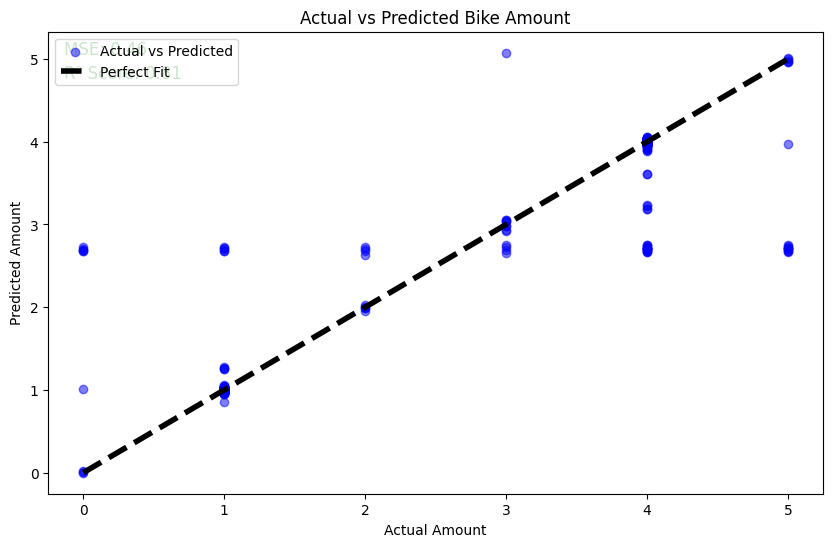 Actual vs Predicted Bike Amount
MSE:
Actual vs Predicted
Perfect Fit
5
4
3
2
1
0
Predicted Amount
0 1 2 3 4 5
Actual Amount